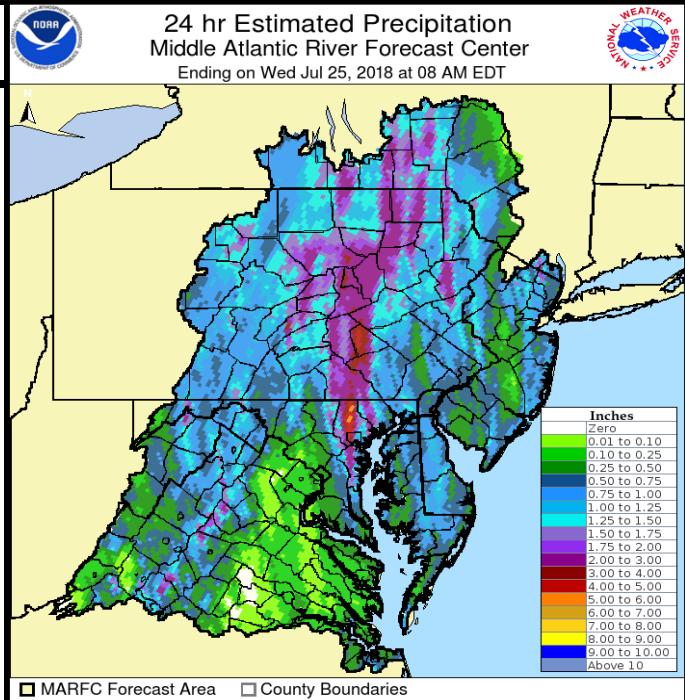 24 hr Estimated Precipitation
Middle Atlantic River Forecast Center
Ending on Wed Jul 25, 2018 at 08 AM EDT
NOAA
NATIONAL WEATHER SERVICE
N
Inches
Zero
0.01 to 0.10
0.10 to 0.25
0.25 to 0.50
0.50 to 0.75
0.75 to 1.00
1.00 to 1.25
1.25 to 1.50
1.50 to 1.75
1.75 to 2.00
2.00 to 3.00
3.00 to 4.00
4.00 to 5.00
5.00 to 6.00
6.00 to 7.00
7.00 to 8.00
8.00 to 9.00
9.00 to 10.00
Above 10
MARFC Forecast Area
County Boundaries